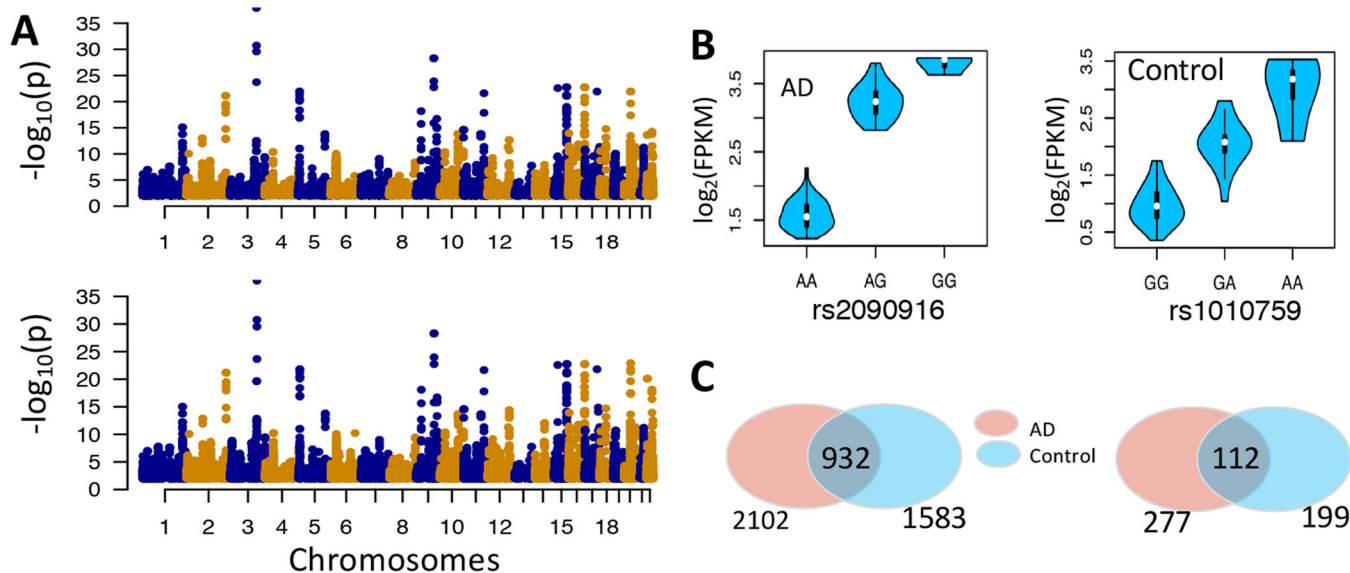 A
35
30
25
20
15
10
5
0
-log10(p)
1 2 3 4 5 6 8 10 12 15 18
35
30
25
20
15
10
5
0
-log10(p)
1 2 3 4 5 6 8 10 12 15 18
Chromosomes
B
AD
log2(FPKM)
3.5
2.5
1.5
AA AG GG
rs2090916
Control
log2(FPKM)
3.5
2.5
1.5
0.5
GG GA AA
rs1010759
C
932
2102 1583
AD
Control
112
277 199